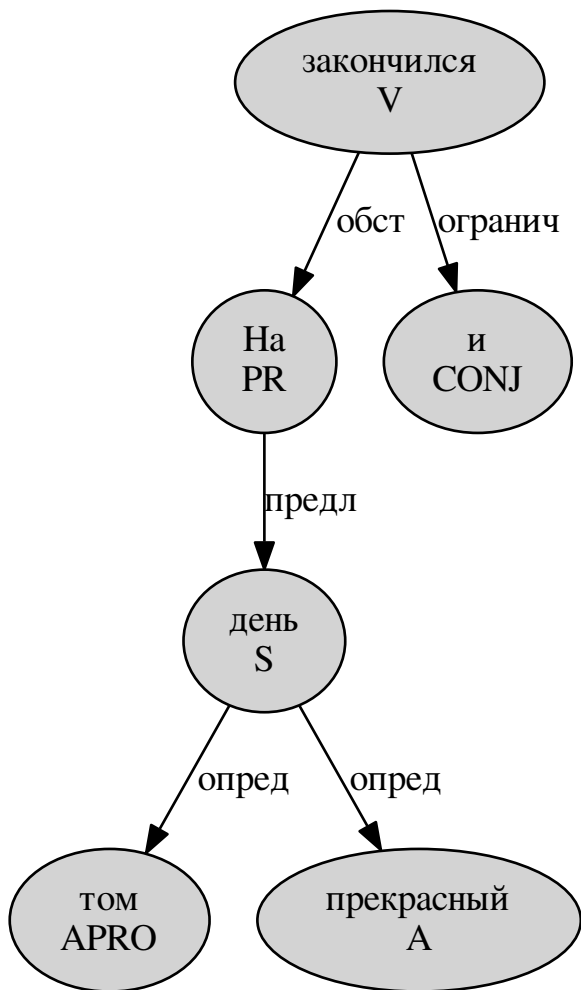 закончился
V
обст
огранич
На
PR
и
CONJ
предл
день
S
опред
опред
том
APRO
прекрасный
A